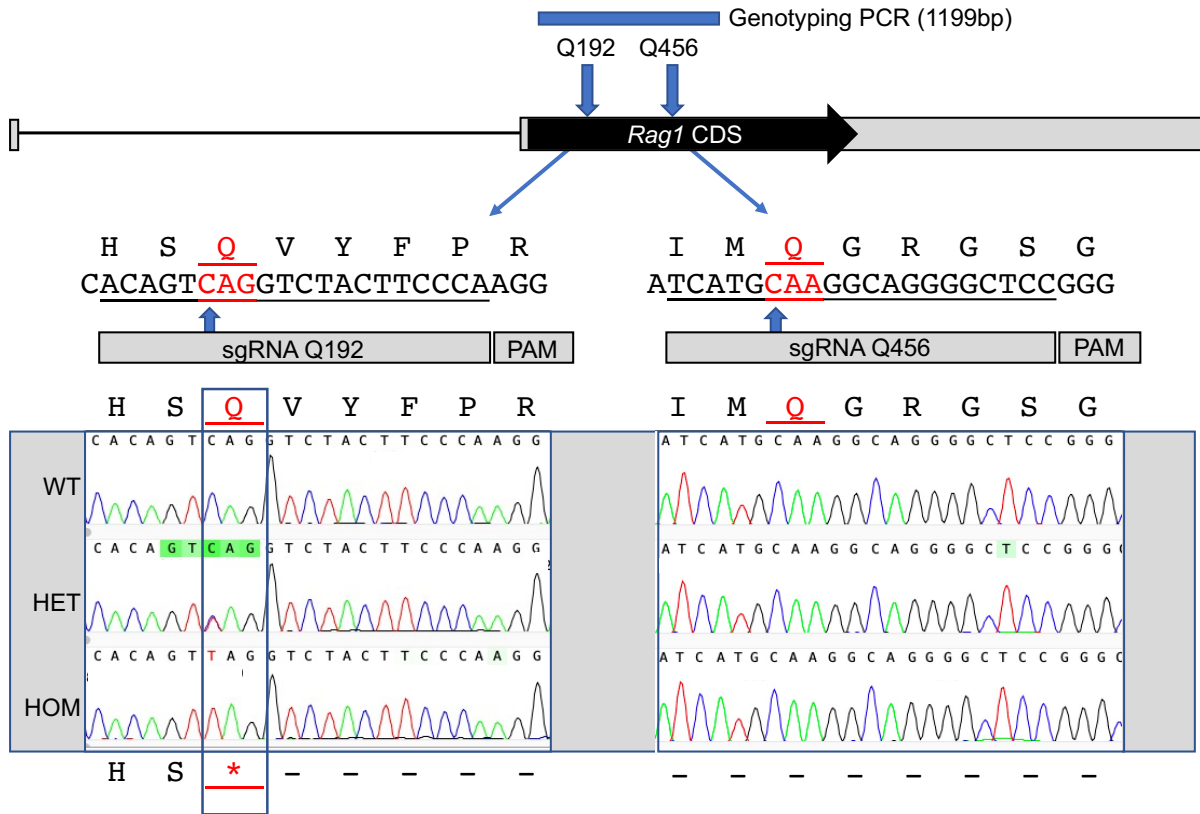 Genotyping PCR (1199bp)
Q192 Q456
Rag1 CDS
H S Q V Y F P R
CACAGTCAGGTCTACTTCCCAAGG
sgRNA Q192 PAM
I M Q G R G S G
ATCATGCAAGGCAGGGGCTCCGGG
sgRNA Q456 PAM
H S Q V Y F P R
I M Q G R G S G
WT
CACAGTCAGGTCTACTTCCCAAGG
ATCATGCAAGGCAGGGGCTCCGGG
HET
CACAGTCAGGTCTACTTCCCAAGG
ATCATGCAAGGCAGGGGCTCCGGG
HOM
CACAGTTAGGTCTACTTCCCAAGG
ATCATGCAAGGCAGGGGCTCCGGGC
H S * – – – – –
– – – – – – – –